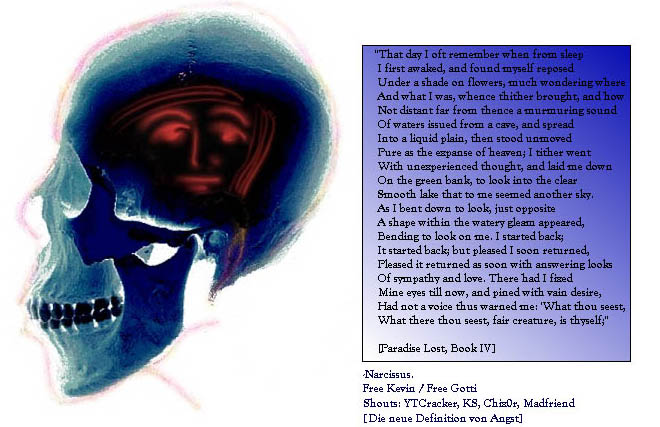 "That day I oft remember when from sleep
I first awaked, and found myself reposed
Under a shade on flowers, much wondering where
And what I was, whence thither brought, and how
Not distant far from thence a murmuring sound
Of waters issued from a cave, and spread
Into a liquid plain, then stood unmoved
Pure as the expanse of heaven; I tither went
With unexperienced thought, and laid me down
On the green bank, to look into the clear
Smooth lake that to me seemed another sky.
As I bent down to look, just opposite
A shape within the watery gleam appeared,
Bending to look on me. I started back;
It started back; but pleased I soon returned,
Pleased it returned as soon with answering looks
Of sympathy and love. There had I fixed
Mine eyes till now, and pined with vain desire,
Had not a voice thus warned me: 'What thou seest,
What there thou seest, fair creature, is thyself;"
[Paradise Lost, Book IV]
-Narcissus.
Free Kevin / Free Gotti
Shouts: YTCracker, KS, Chiz0r, Madfriend
[Die neue Definition von Angst]